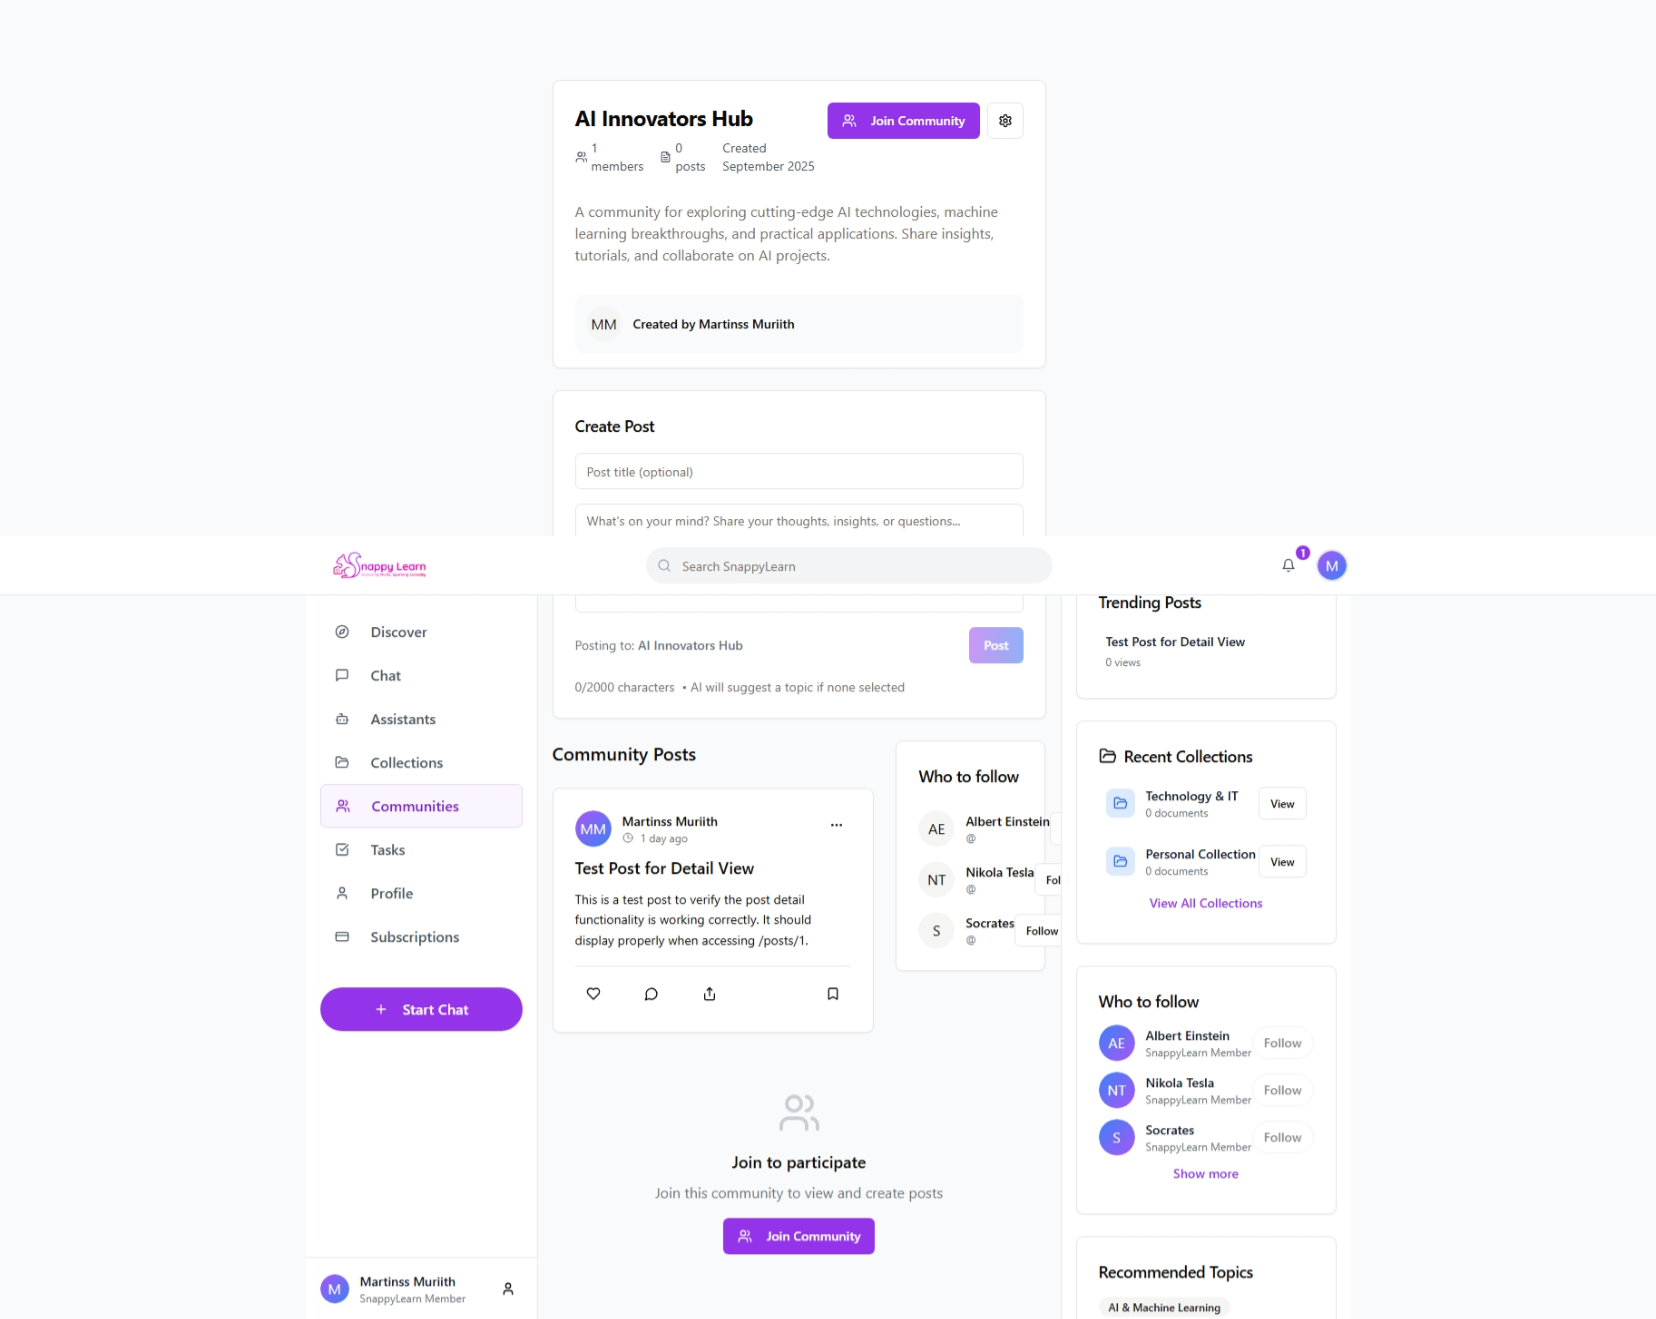 AI Innovators Hub
Join Community
1
members
0
posts
Created
September 2025
A community for exploring cutting-edge AI technologies, machine
learning breakthroughs, and practical applications. Share insights,
tutorials, and collaborate on AI projects.
MM
Created by Martinss Muriith
Create Post
Post title (optional)
What's on your mind? Share your thoughts, insights, or questions...
nappy Learn
Search SnappyLearn
1
M
Discover
Chat
Assistants
Collections
Communities
Tasks
Profile
Subscriptions
+ Start Chat
M
Martinss Muriith
SnappyLearn Member
Posting to: AI Innovators Hub
Post
0/2000 characters • AI will suggest a topic if none selected
Community Posts
MM
Martinss Muriith
1 day ago
Test Post for Detail View
This is a test post to verify the post detail
functionality is working correctly. It should
display properly when accessing /posts/1.
Who to follow
AE
Albert Einstein
@
NT
Nikola Tesla
@
Fol
S
Socrates
@
Follow
Join to participate
Join this community to view and create posts
Join Community
Trending Posts
Test Post for Detail View
0 views
Recent Collections
Technology & IT
0 documents
View
Personal Collection
0 documents
View
View All Collections
Who to follow
AE
Albert Einstein
SnappyLearn Member
Follow
NT
Nikola Tesla
SnappyLearn Member
Follow
S
Socrates
SnappyLearn Member
Follow
Show more
Recommended Topics
AI & Machine Learning